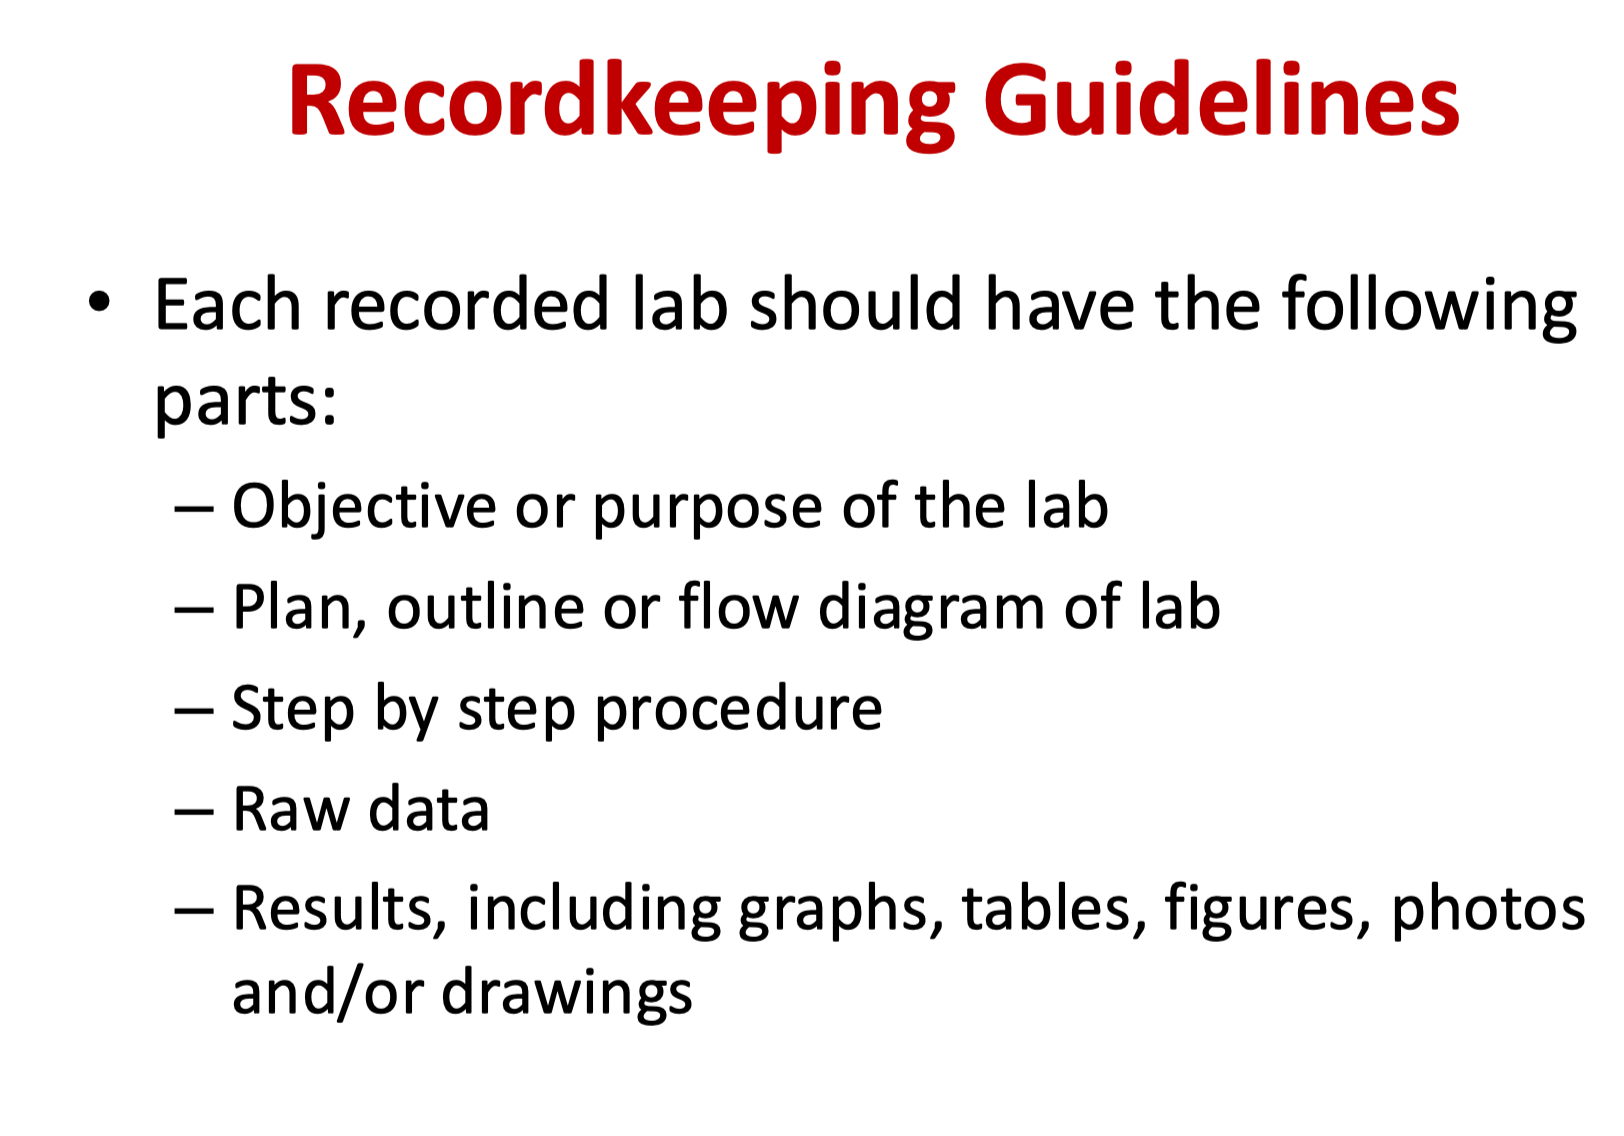 Recordkeeping Guidelines
• Each recorded lab should have the following
parts:
– Objective or purpose of the lab
– Plan, outline or flow diagram of lab
– Step by step procedure
– Raw data
– Results, including graphs, tables, figures, photos
and/or drawings